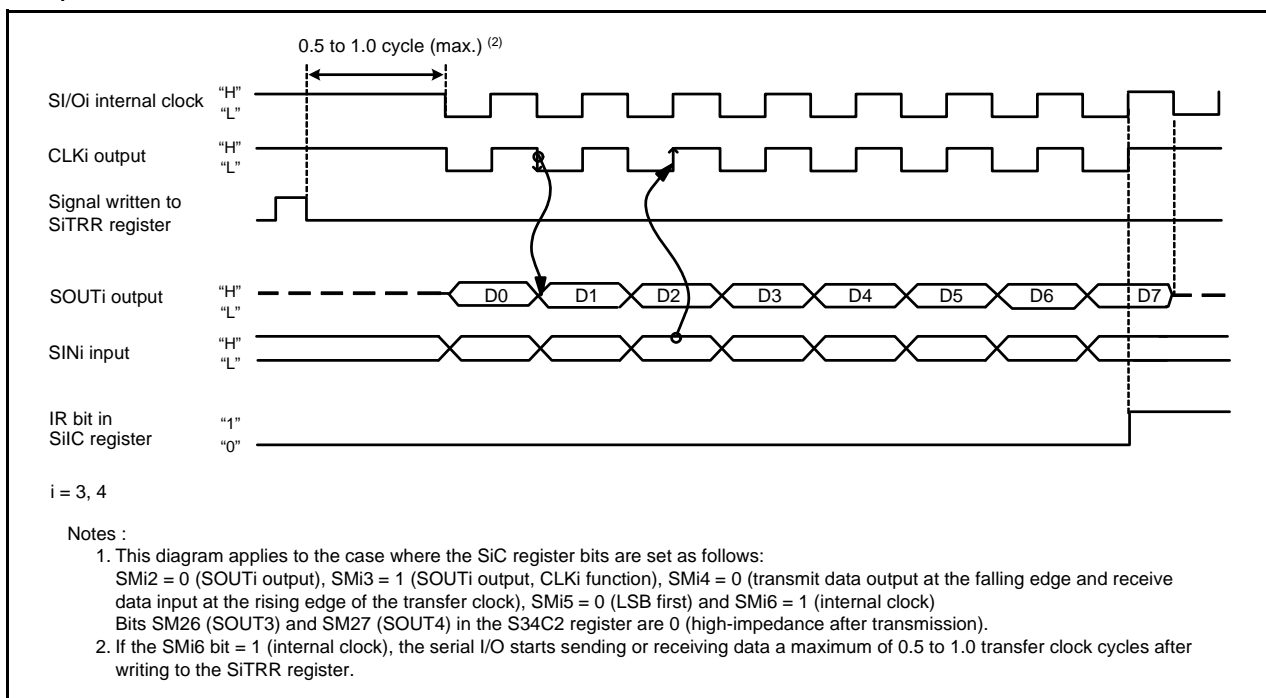 0.5 to 1.0 cycle (max.) (2)
SI/Oi internal clock
“H”
“L”
CLKi output
“H”
“L”
Signal written to
SiTRR register
SOUTi output
“H”
“L”
D0 D1 D2 D3 D4 D5 D6 D7
SINi input
“H”
“L”
IR bit in
SiIC register
“1”
“0”
i = 3, 4
Notes :
1. This diagram applies to the case where the SiC register bits are set as follows:
SMi2 = 0 (SOUTi output), SMi3 = 1 (SOUTi output, CLKi function), SMi4 = 0 (transmit data output at the falling edge and receive
data input at the rising edge of the transfer clock), SMi5 = 0 (LSB first) and SMi6 = 1 (internal clock)
Bits SM26 (SOUT3) and SM27 (SOUT4) in the S34C2 register are 0 (high-impedance after transmission).
2. If the SMi6 bit = 1 (internal clock), the serial I/O starts sending or receiving data a maximum of 0.5 to 1.0 transfer clock cycles after
writing to the SiTRR register.